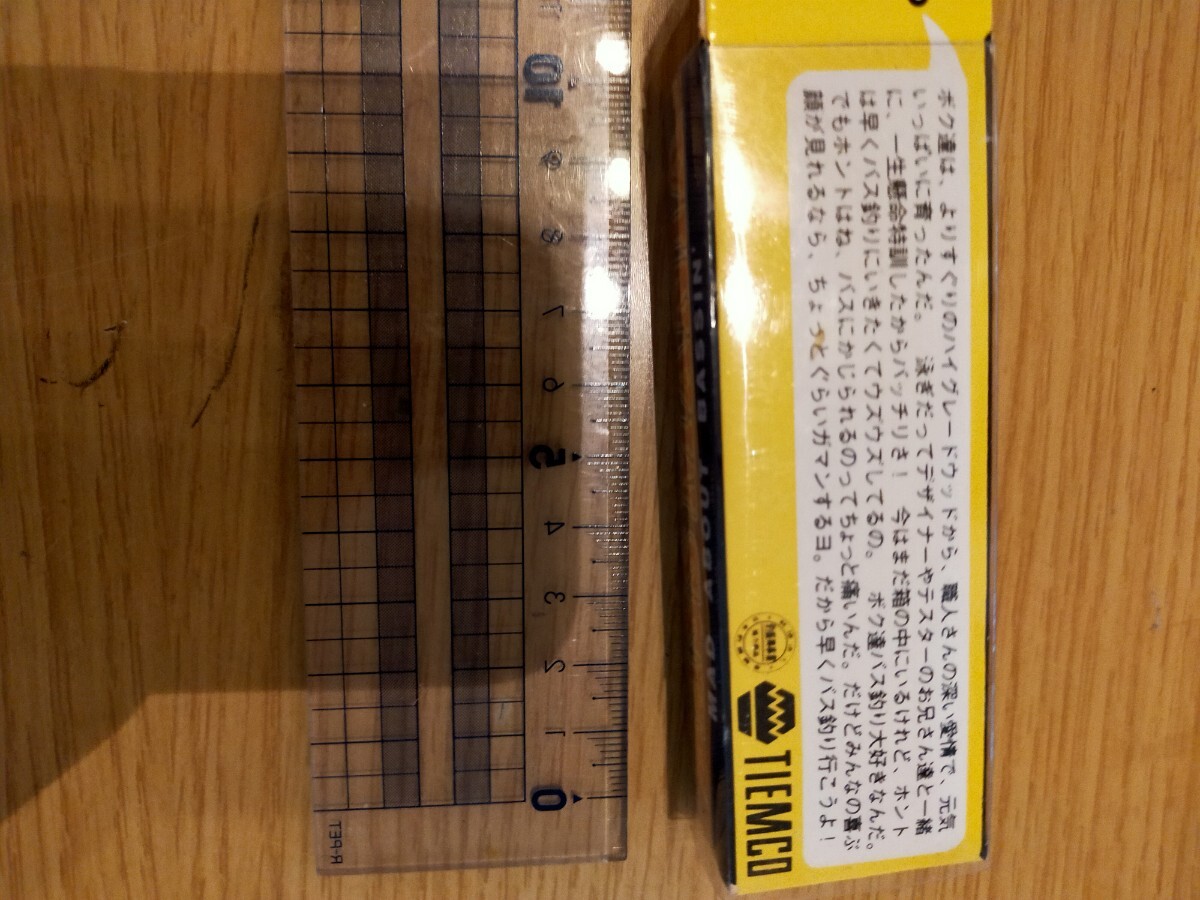 ボク達は、よりすぐりのハイグレードウッドから、職人さんの深い愛情で、元気
いっぱいに育ったんだ。 泳ぎだってデザイナーやテスターのお兄さん達と一緒
に、一生懸命特訓したからバッチリさ! 今はまだ箱の中にいるけれど、ホント
は早くバス釣りにいきたくてウズウズしてるの。 ボク達バス釣り大好きなんだ。
でもホントはね、バスにかじられるのってちょっと痛いんだ。だけどみんなの喜ぶ
顔が見れるなら、ちょっとぐらいガマンするヨ。だから早くバス釣り行こうよ!
TIEMCO
MAD ABOUT BASSIN'
0
1
2
3
4
5
6
7
8
9
10
R-PET